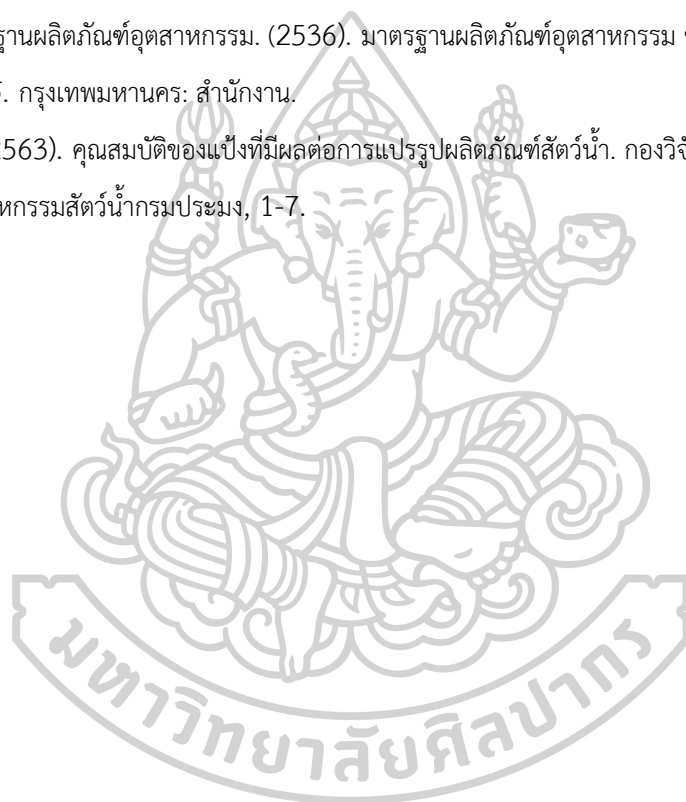 ฐานผลิตภัณฑ์อุตสาหกรรม. (2536). มาตรฐานผลิตภัณฑ์อุตสาหกรรม
กรุงเทพมหานคร: สำนักงาน.
2563). คุณสมบัติของแป้งที่มีผลต่อการแปรรูปผลิตภัณฑ์สัตว์น้ำ. กองวิจั
หกรรมสัตว์น้ำกรมประมง, 1-7.
มหาวิทยาลัยศิลปากร